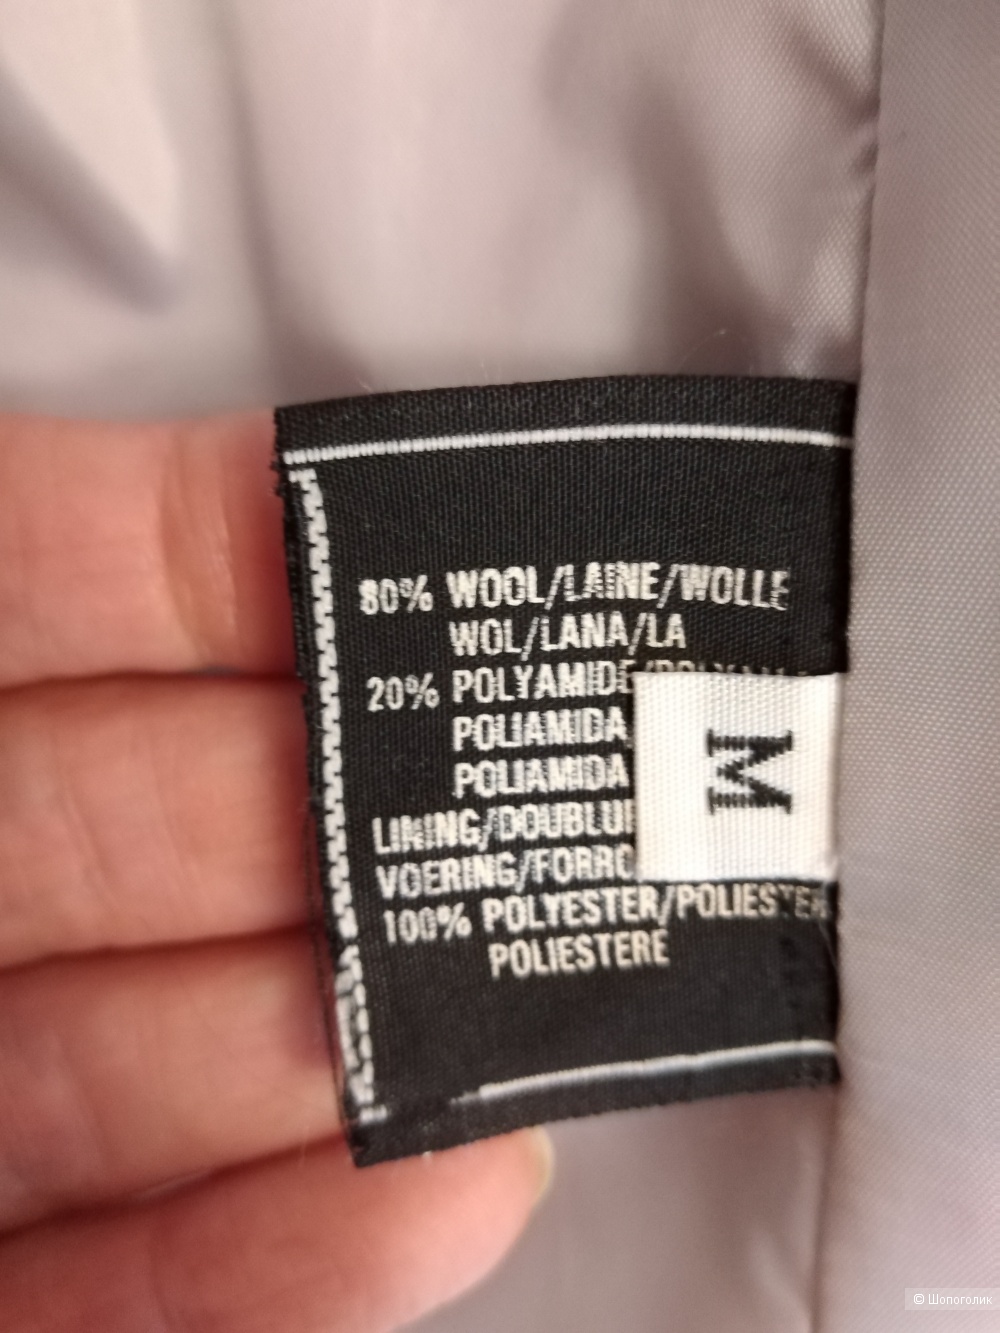 80% WOOL/LAINE/WOLLE
WOL/LANA/LA
20% POLYAMIDE
POLIAMIDA
POLIAMIDA
M
LINING/DOUBLU
VOERING/FORRO
100% POLYESTER/POLIESTER
POLIESTERE
© Шопоголик